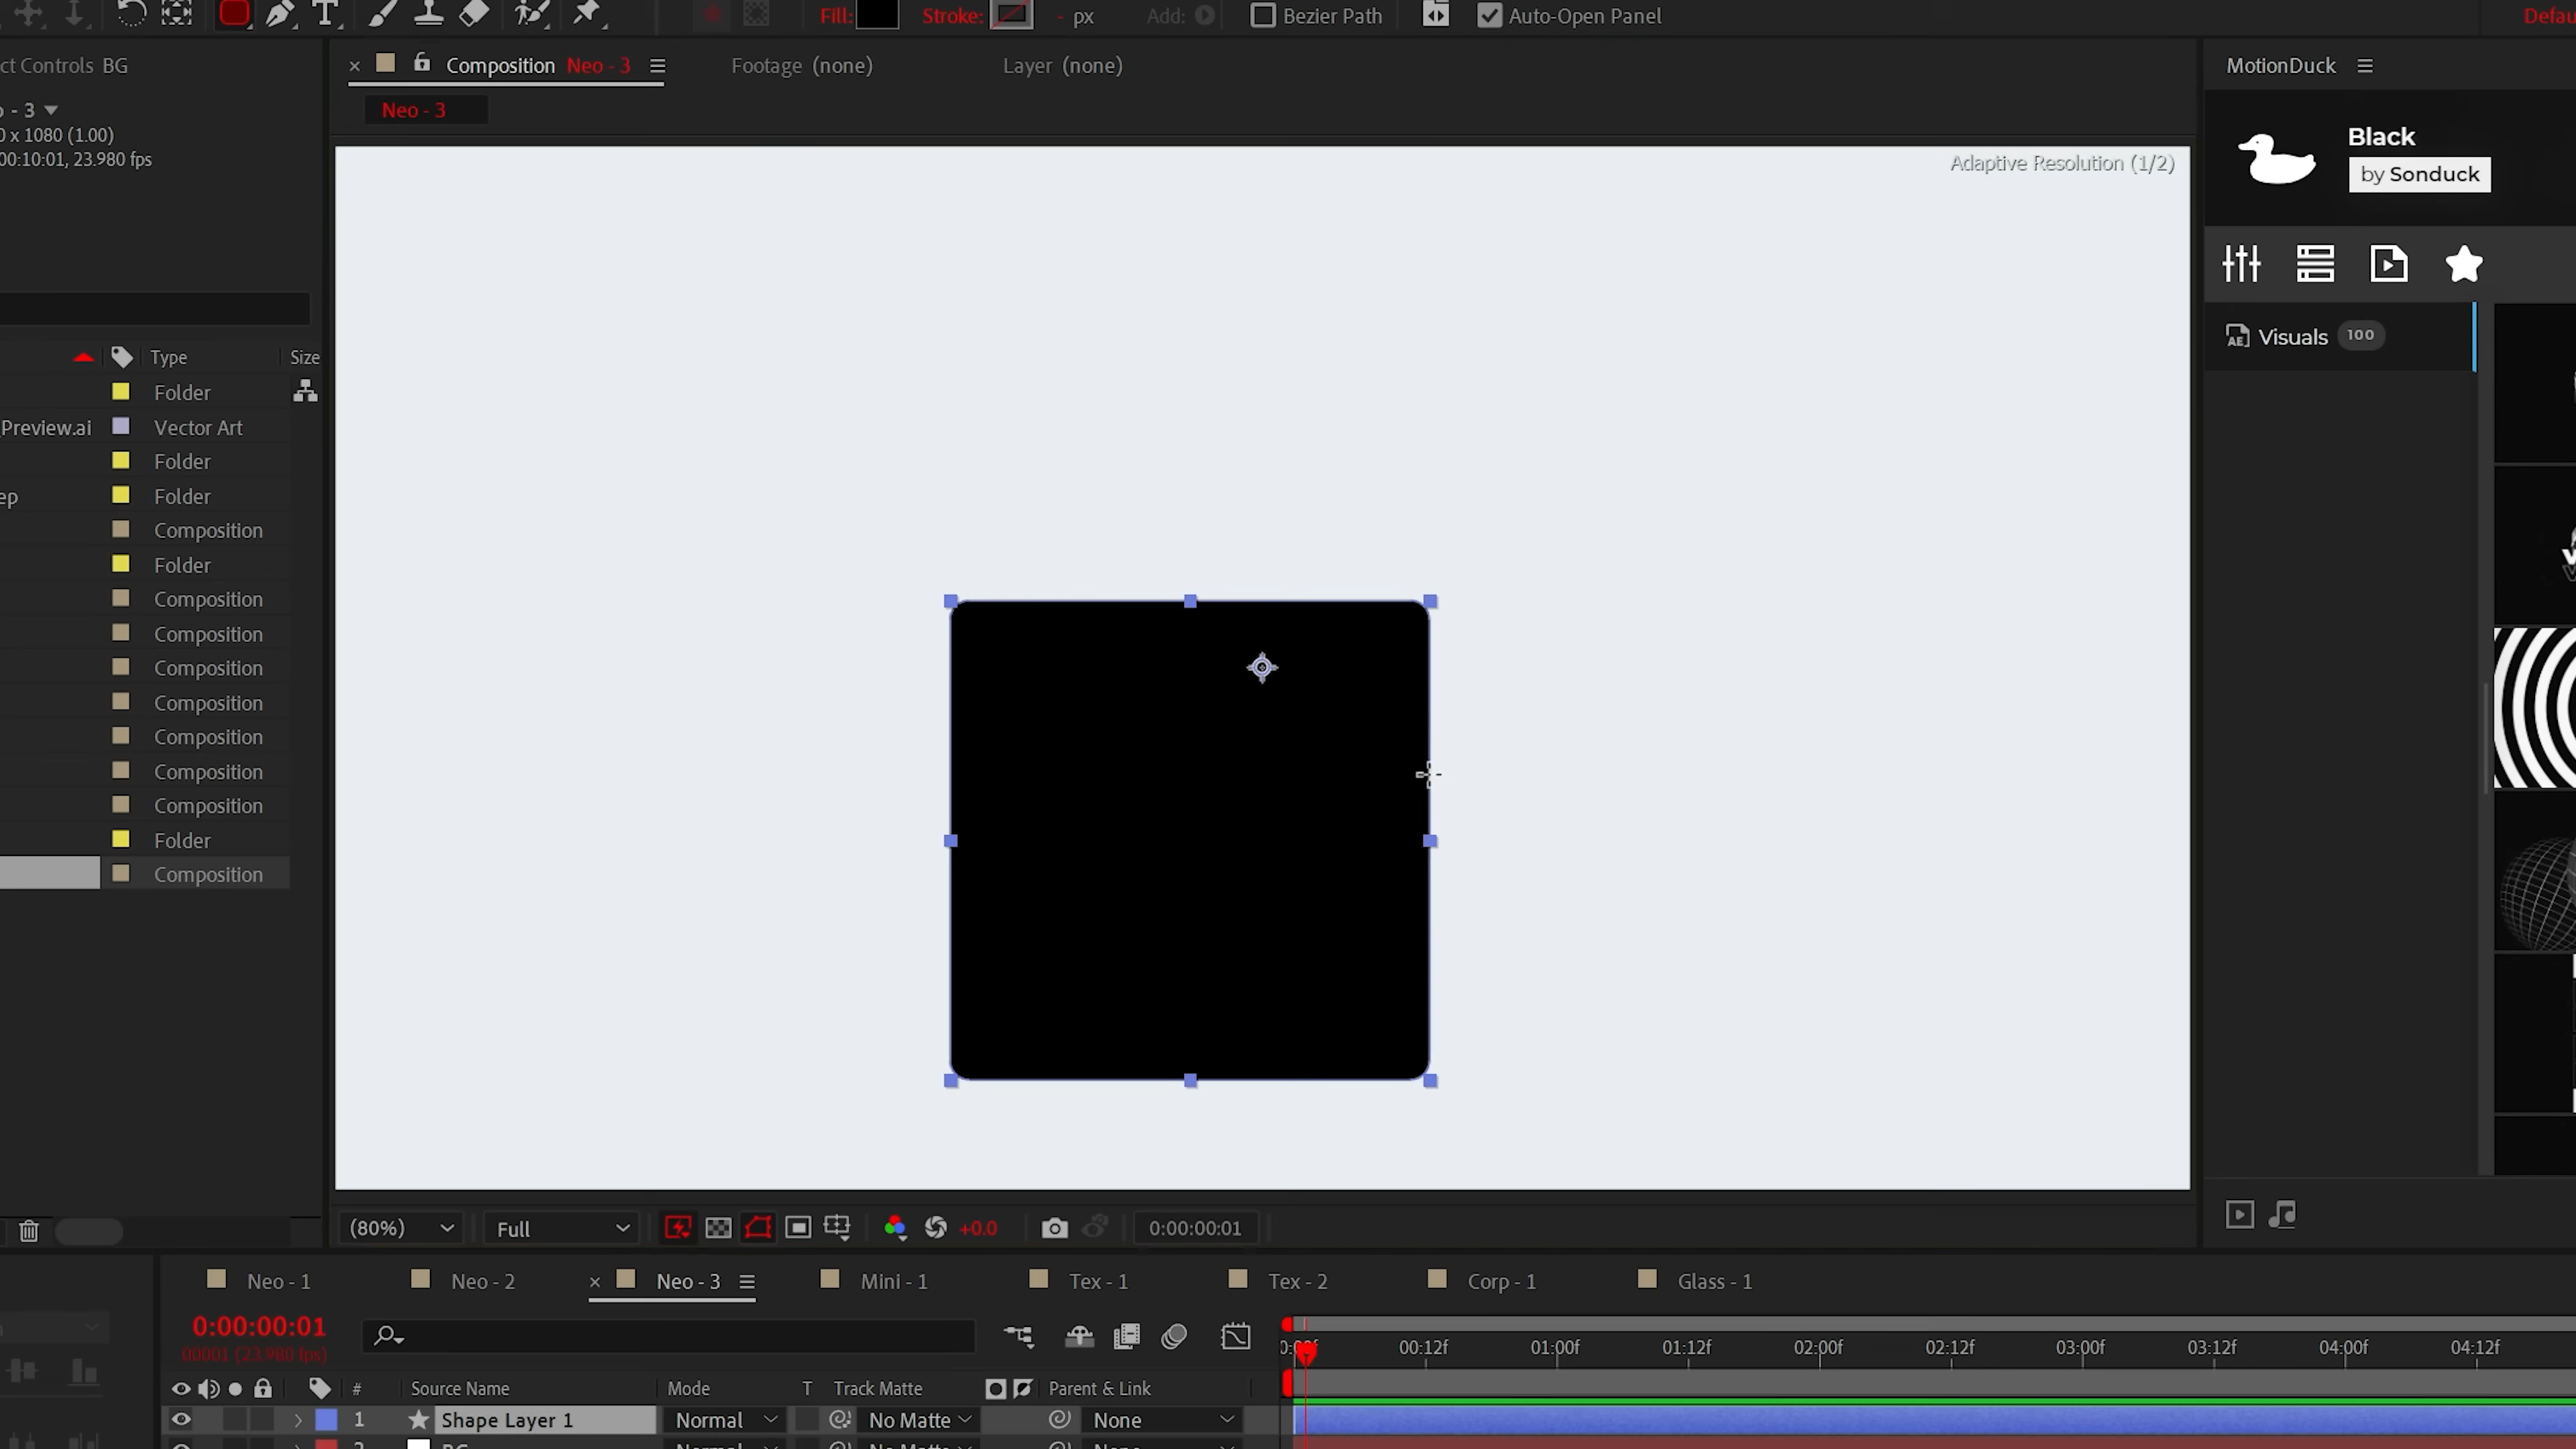 Fill:
Stroke:
- px
Add:
Bezier Path
Auto-Open Panel
ct Controls BG
Composition Neo - 3
Footage (none)
Layer (none)
MotionDuck
- 3
Neo - 3
0 x 1080 (1.00)
00:10:01, 23.980 fps
Adaptive Resolution (1/2)
Black
by Sonduck
Visuals 100
Type
Size
Folder
Preview.ai
Vector Art
Folder
ep
Folder
Composition
Folder
Composition
Composition
Composition
Composition
Composition
Composition
Composition
Folder
Composition
(80%)
Full
+0.0
0:00:00:01
Neo - 1
Neo - 2
Neo - 3
Mini - 1
Tex - 1
Tex - 2
Corp - 1
Glass - 1
0:00:00:01
00001 (23.980 fps)
00:12f
01:00f
01:12f
02:00f
02:12f
03:00f
03:12f
04:00f
04:12f
#
Source Name
Mode
T
Track Matte
Parent & Link
1
Shape Layer 1
Normal
No Matte
None